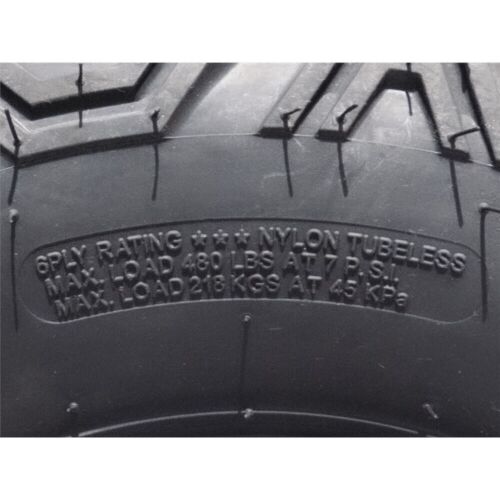 6PLY RATING ★★★ NYLON TUBELESS
MAX. LOAD 480 LBS AT 7 P.S.I.
MAX. LOAD 218 KGS AT 45 KPa